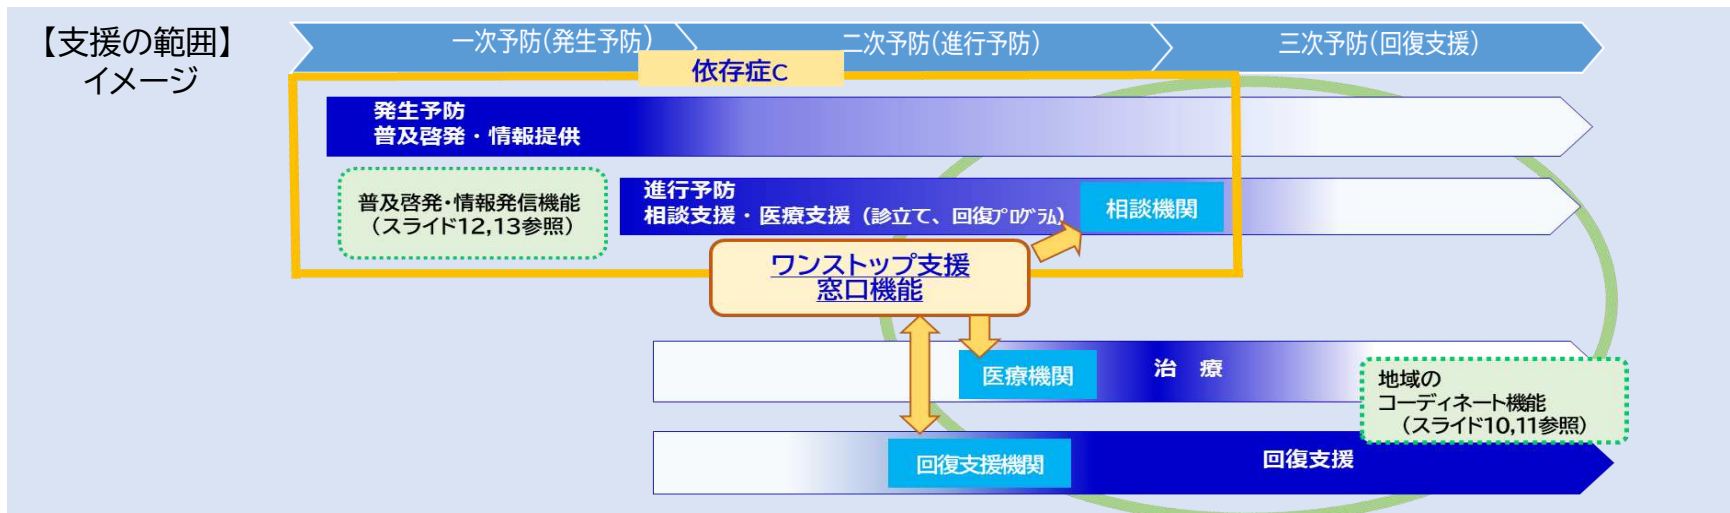 【支援の範囲】
イメージ
一次予防(発生予防)
二次予防(進行予防)
三次予防(回復支援)
依存症C
発生予防
普及啓発・情報提供
普及啓発・情報発信機能
(スライド12,13参照)
進行予防
相談支援・医療支援（診立て、回復ﾌﾟﾛｸﾞﾗﾑ）
相談機関
ワンストップ支援
窓口機能
医療機関
治　療
地域の
コーディネート機能
(スライド10,11参照)
回復支援機関
回復支援